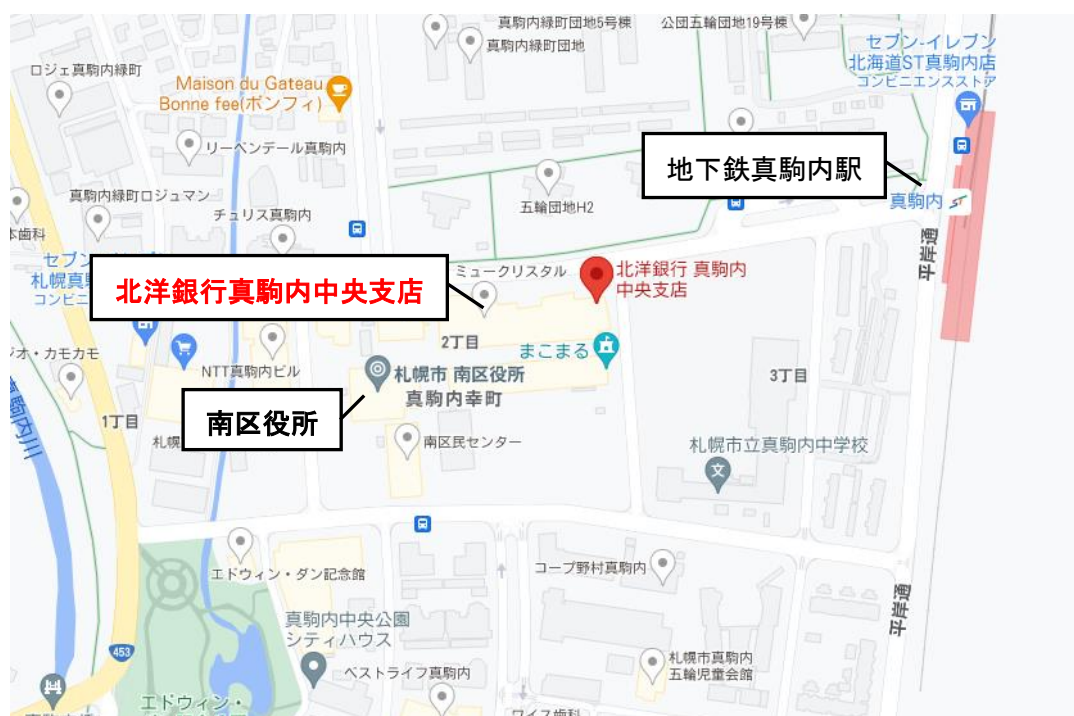 真駒内緑町団地5号棟
公団五輪団地19号棟
真駒内緑町団地
セブン-イレブン
北海道ST真駒内店
コンビニエンスストア
ロジェ真駒内緑町
Maison du Gateau
Bonne fee(ボンフィ)
リーベンデール真駒内
地下鉄真駒内駅
真駒内緑町ロジュマン
チュリス真駒内
五輪団地H2
真駒内
平岸通
本歯科
セブン
札幌真駒
コンビニ
北洋銀行真駒内中央支店
ミュークリスタル
北洋銀行 真駒内
中央支店
2丁目
まこまる
オ・カモカモ
NTT真駒内ビル
札幌市 南区役所
真駒内幸町
3丁目
真駒内川
1丁目
南区役所
札幌
南区民センター
札幌市立真駒内中学校
文
エドウィン・ダン記念館
コープ野村真駒内
平岸通
真駒内中央公園
シティハウス
453
ベストライフ真駒内
札幌市真駒内
五輪児童会館
エドウィン・
ワイス歯科